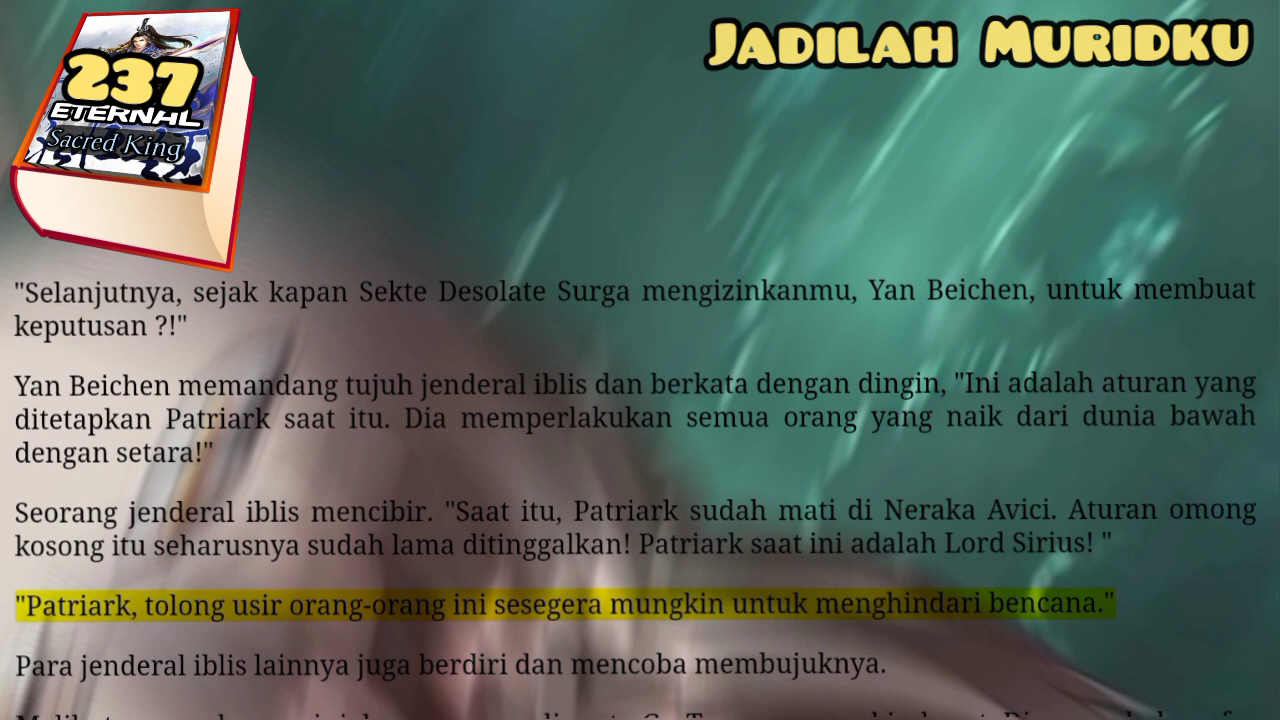 Jadilah Muridku
237
ETERNAL
Sacred King
"Selanjutnya, sejak kapan Sekte Desolate Surga mengizinkanmu, Yan Beichen, untuk membuat
keputusan ?!"
Yan Beichen memandang tujuh jenderal iblis dan berkata dengan dingin, "Ini adalah aturan yang
ditetapkan Patriark saat itu. Dia memperlakukan semua orang yang naik dari dunia bawah
dengan setara!"
Seorang jenderal iblis mencibir. "Saat itu, Patriark sudah mati di Neraka Avici. Aturan omong
kosong itu seharusnya sudah lama ditinggalkan! Patriark saat ini adalah Lord Sirius! "
"Patriark, tolong usir orang-orang ini sesegera mungkin untuk menghindari bencana."
Para jenderal iblis lainnya juga berdiri dan mencoba membujuknya.